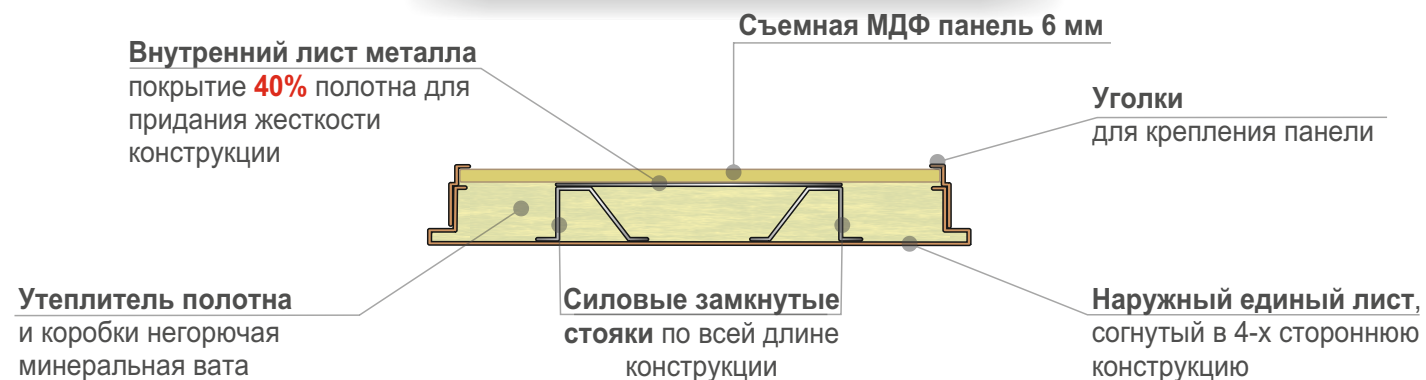 Съемная МДФ панель 6 мм
Внутренний лист металла
покрытие 40% полотна для
придания жесткости
конструкции
Уголки
для крепления панели
Утеплитель полотна
и коробки негорючая
минеральная вата
Силовые замкнутые
стояки по всей длине
конструкции
Наружный единый лист,
согнутый в 4-х стороннюю
конструкцию